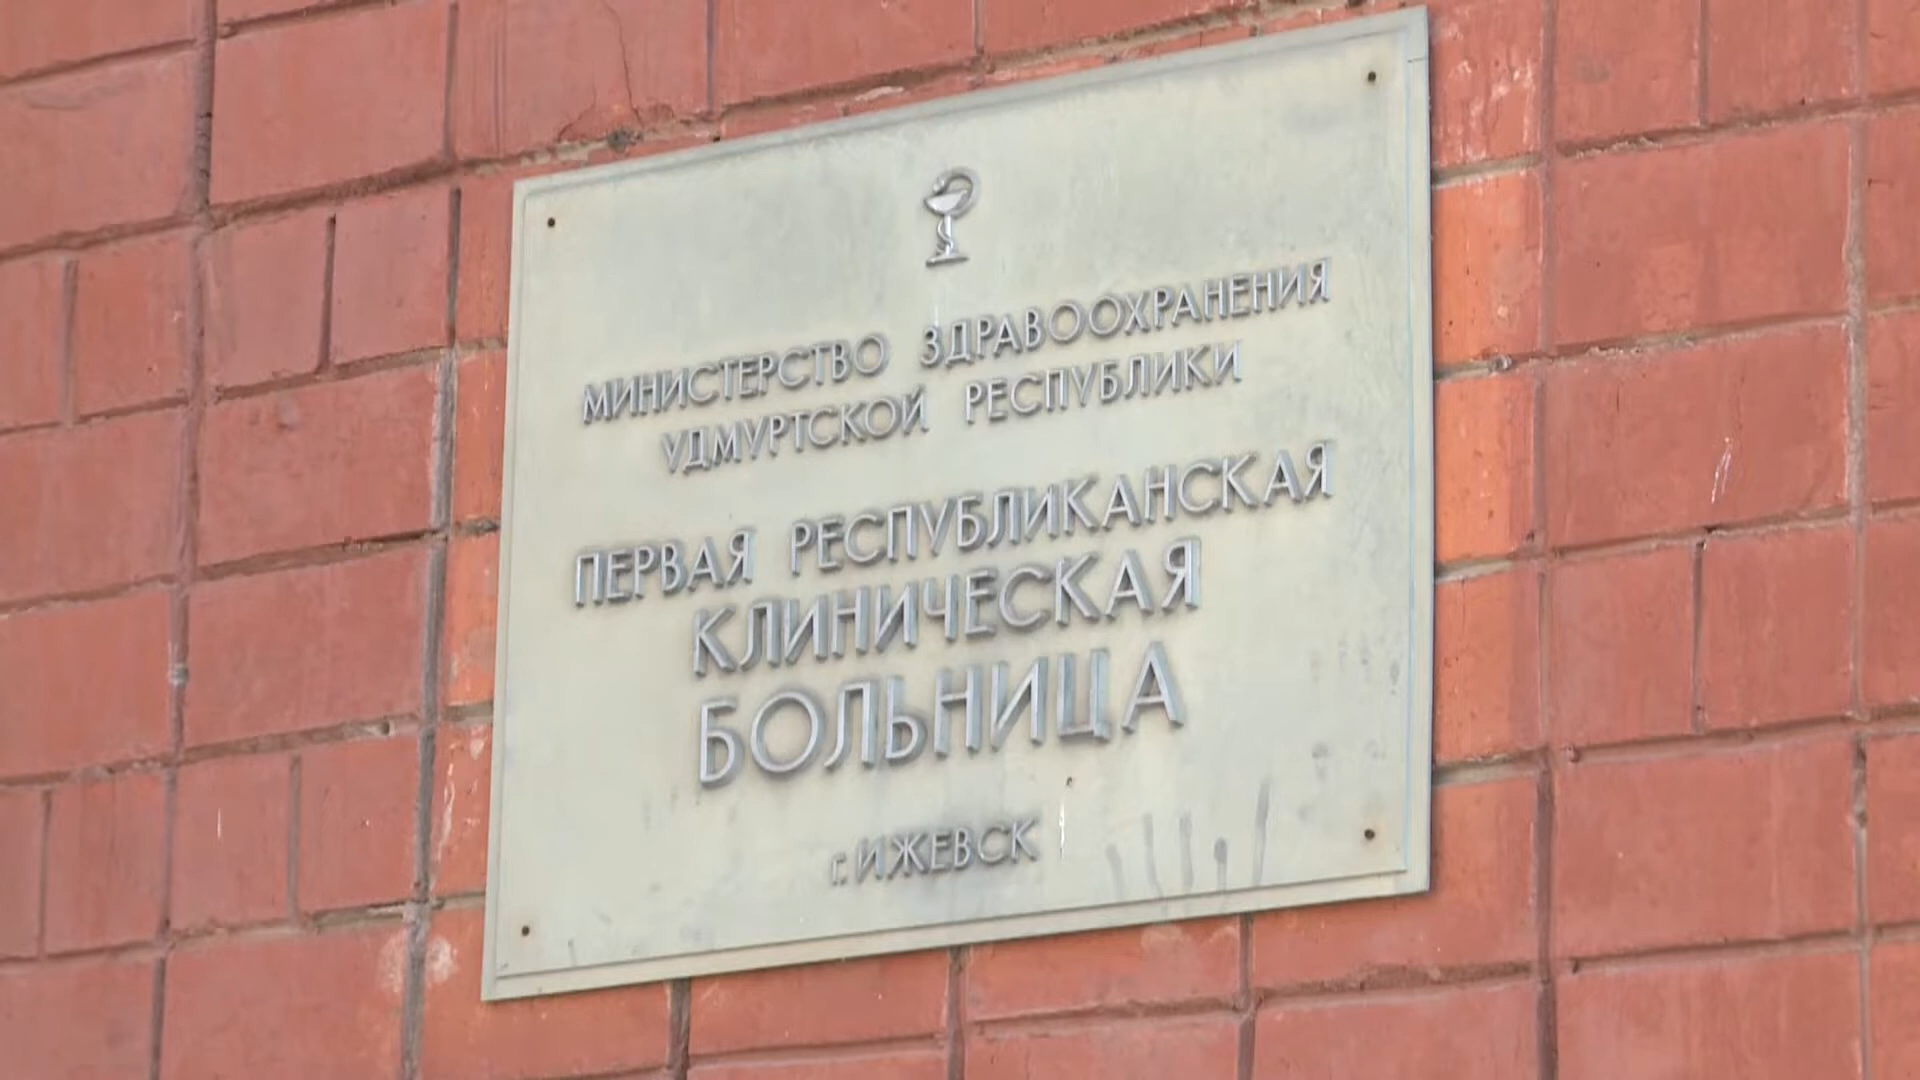 МИНИСТЕРСТВО ЗДРАВООХРАНЕНИЯ
УДМУРТСКОЙ РЕСПУБЛИКИ
ПЕРВАЯ РЕСПУБЛИКАНСКАЯ
КЛИНИЧЕСКАЯ
БОЛЬНИЦА
г. ИЖЕВСК